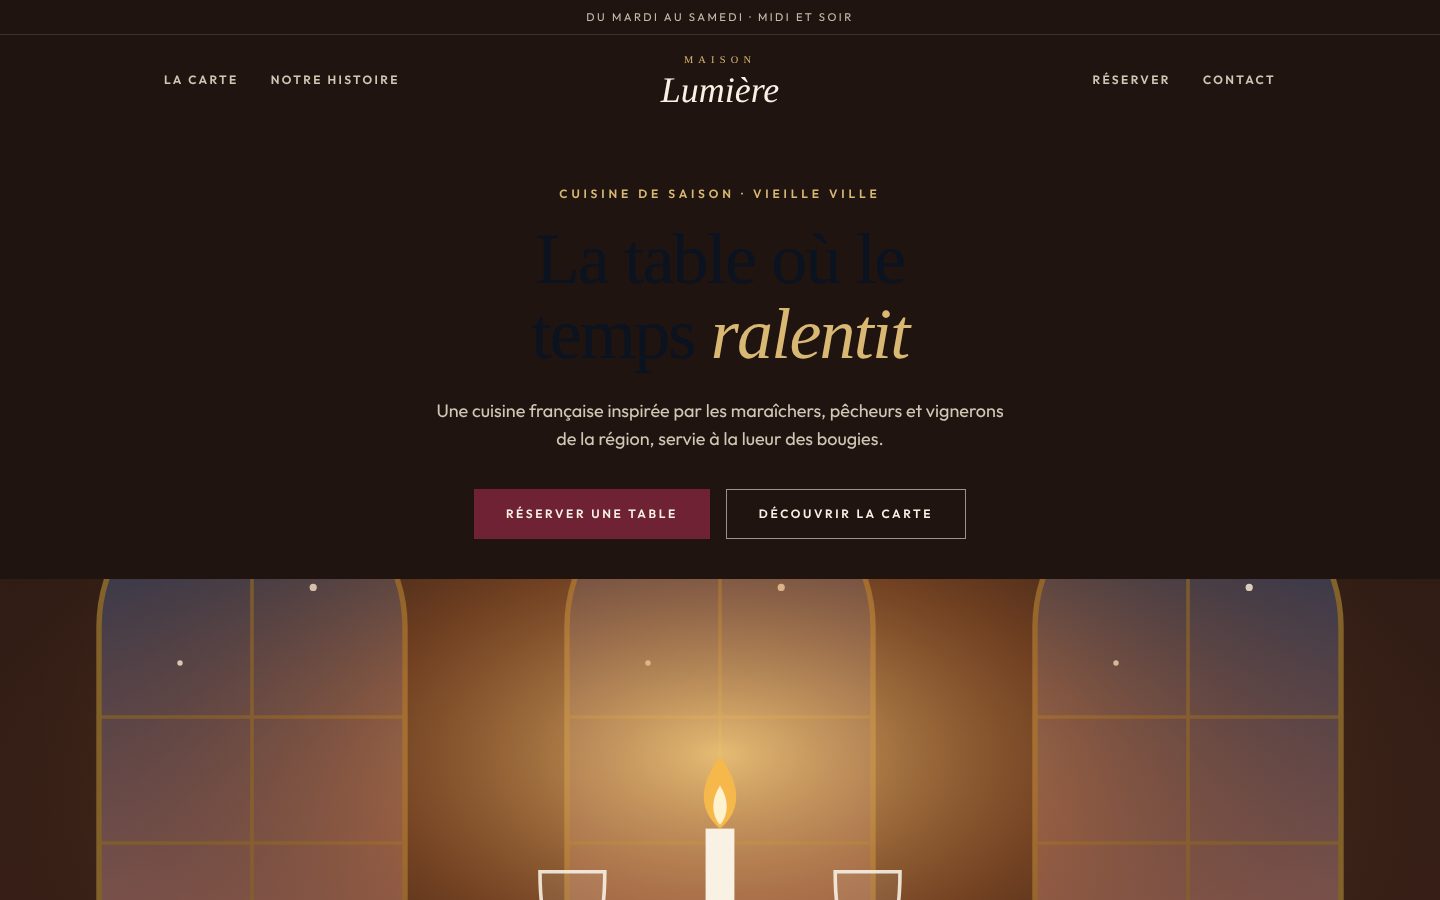 DU MARDI AU SAMEDI · MIDI ET SOIR
LA CARTE
NOTRE HISTOIRE
MAISON
Lumière
RÉSERVER
CONTACT
CUISINE DE SAISON · VIEILLE VILLE
La table où le
temps ralentit
Une cuisine française inspirée par les maraîchers, pêcheurs et vignerons
de la région, servie à la lueur des bougies.
RÉSERVER UNE TABLE
DÉCOUVRIR LA CARTE